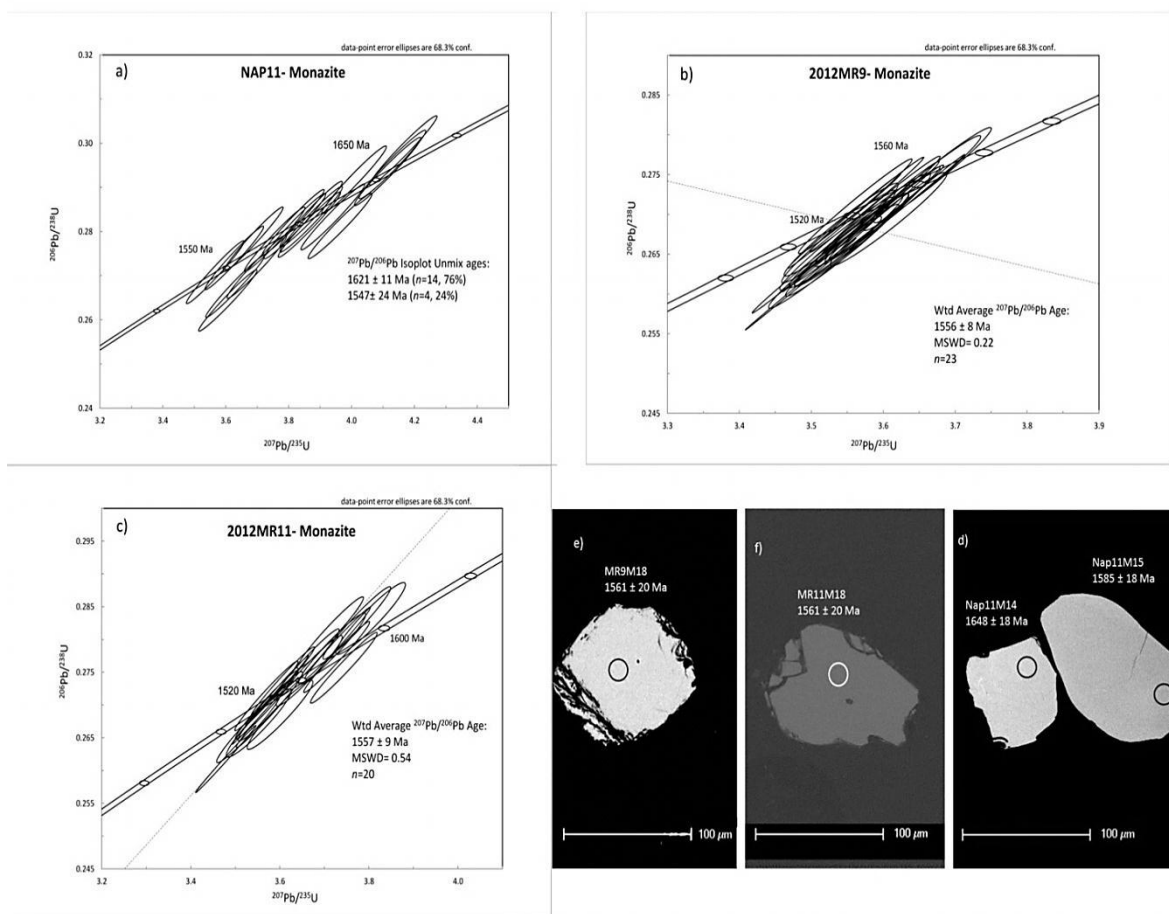 data-point error ellipses are 68.3% conf.
a)
NAP11- Monazite
0.32
0.30
0.28
0.26
0.24
²⁰⁶Pb/²³⁸U
1650 Ma
1550 Ma
²⁰⁷Pb/²⁰⁶Pb Isoplot Unmix ages:
1621 ± 11 Ma (n=14, 76%)
1547± 24 Ma (n=4, 24%)
3.2 3.4 3.6 3.8 4.0 4.2 4.4
²⁰⁷Pb/²³⁵U
data-point error ellipses are 68.3% conf.
b)
2012MR9- Monazite
0.285
0.275
0.265
0.255
0.245
²⁰⁶Pb/²³⁸U
1560 Ma
1520 Ma
Wtd Average ²⁰⁷Pb/²⁰⁶Pb Age:
1556 ± 8 Ma
MSWD= 0.22
n=23
3.3 3.4 3.5 3.6 3.7 3.8 3.9
²⁰⁷Pb/²³⁵U
data-point error ellipses are 68.3% conf.
c)
2012MR11- Monazite
0.295
0.285
0.275
0.265
0.255
0.245
²⁰⁶Pb/²³⁸U
1600 Ma
1520 Ma
Wtd Average ²⁰⁷Pb/²⁰⁶Pb Age:
1557 ± 9 Ma
MSWD= 0.54
n=20
3.2 3.4 3.6 3.8 4.0
²⁰⁷Pb/²³⁵U
e)
MR9M18
1561 ± 20 Ma
100 µm
f)
MR11M18
1561 ± 20 Ma
100 µm
d)
Nap11M15
1585 ± 18 Ma
Nap11M14
1648 ± 18 Ma
100 µm